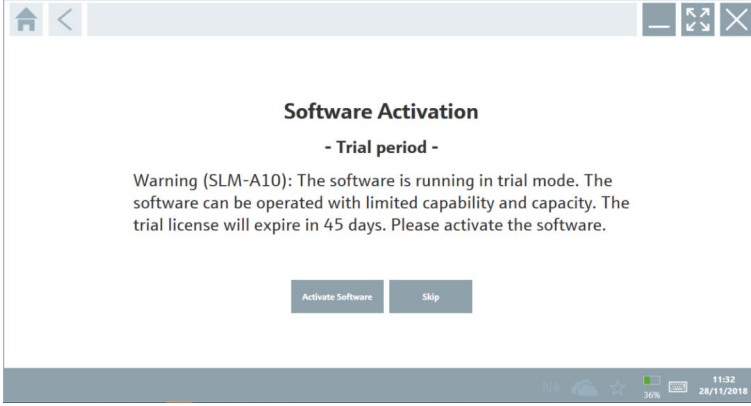 Software Activation
- Trial period -
Warning (SLM-A10): The software is running in trial mode. The
software can be operated with limited capability and capacity. The
trial license will expire in 45 days. Please activate the software.
Activate Software
Skip
36%
11:32
28/11/2018